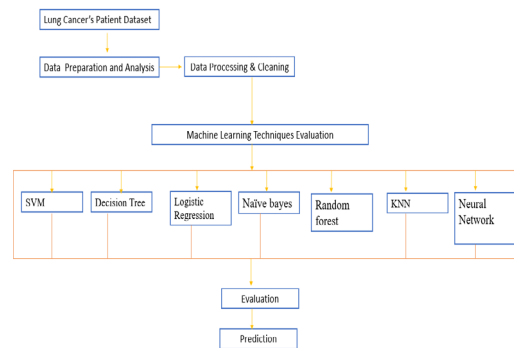 Lung Cancer's Patient Dataset
Data Preparation and Analysis
Data Processing & Cleaning
Machine Learning Techniques Evaluation
SVM
Decision Tree
Logistic
Regression
Naïve bayes
Random
forest
KNN
Neural
Network
Evaluation
Prediction